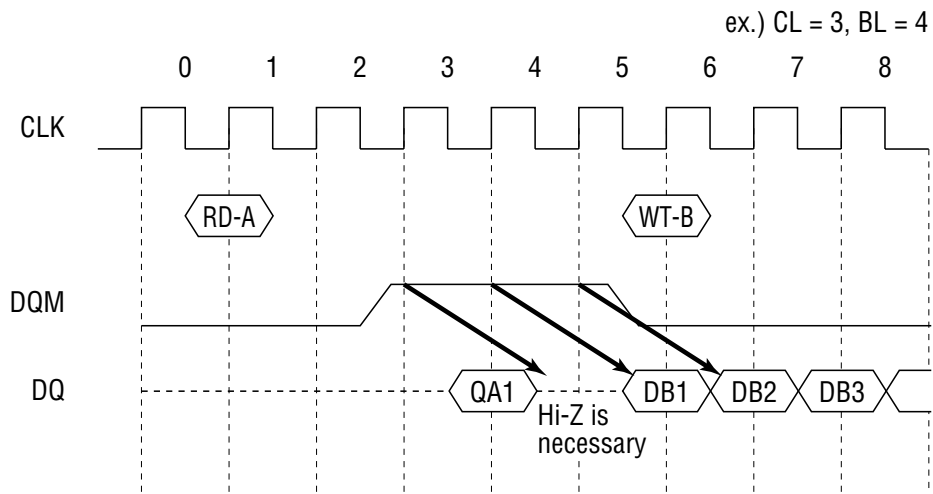 ex.) CL = 3, BL = 4
0 1 2 3 4 5 6 7 8
CLK
RD-A WT-B
DQM
DQ QA1 DB1 DB2 DB3
Hi-Z is
necessary